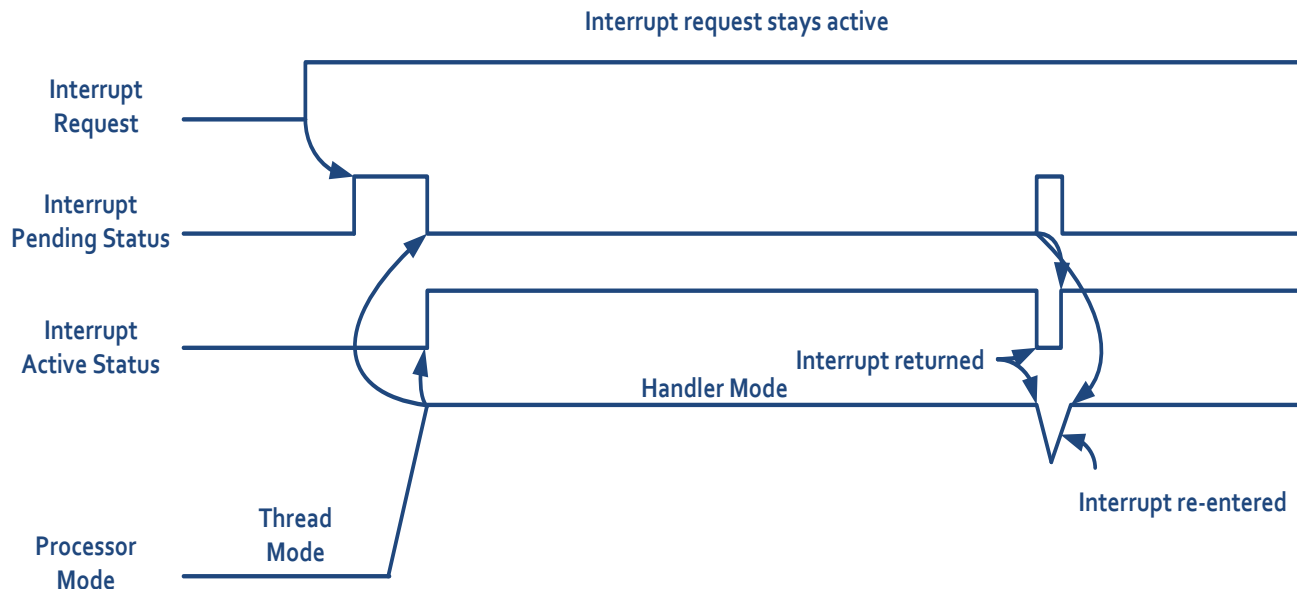 Interrupt request stays active
Interrupt
Request
Interrupt
Pending Status
Interrupt
Active Status
Interrupt returned
Handler Mode
Interrupt re-entered
Thread
Mode
Processor
Mode